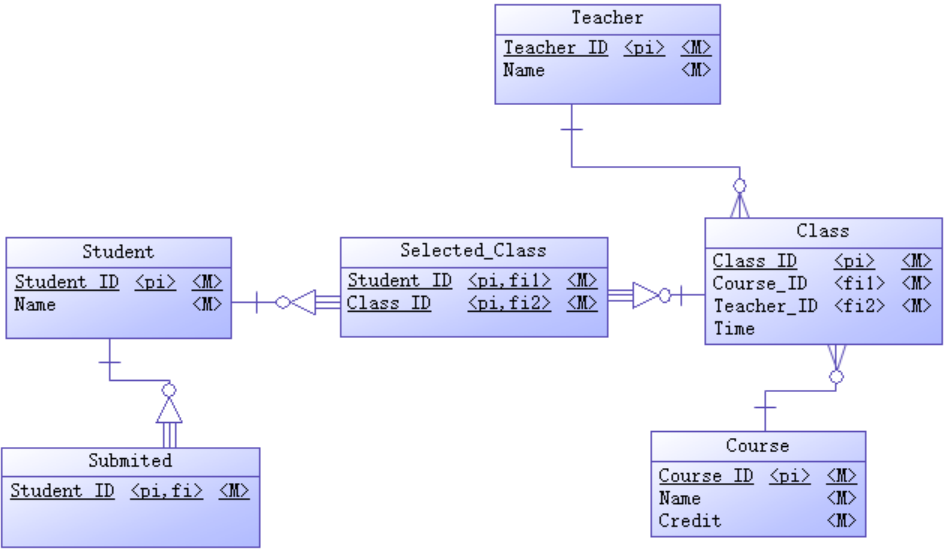 Teacher
Teacher_ID <pi> <M>
Name <M>
Student
Student_ID <pi> <M>
Name <M>
Selected_Class
Student_ID <pi,fi1> <M>
Class_ID <pi,fi2> <M>
Class
Class_ID <pi> <M>
Course_ID <fi1> <M>
Teacher_ID <fi2> <M>
Time
Submited
Student_ID <pi,fi> <M>
Course
Course_ID <pi> <M>
Name <M>
Credit <M>